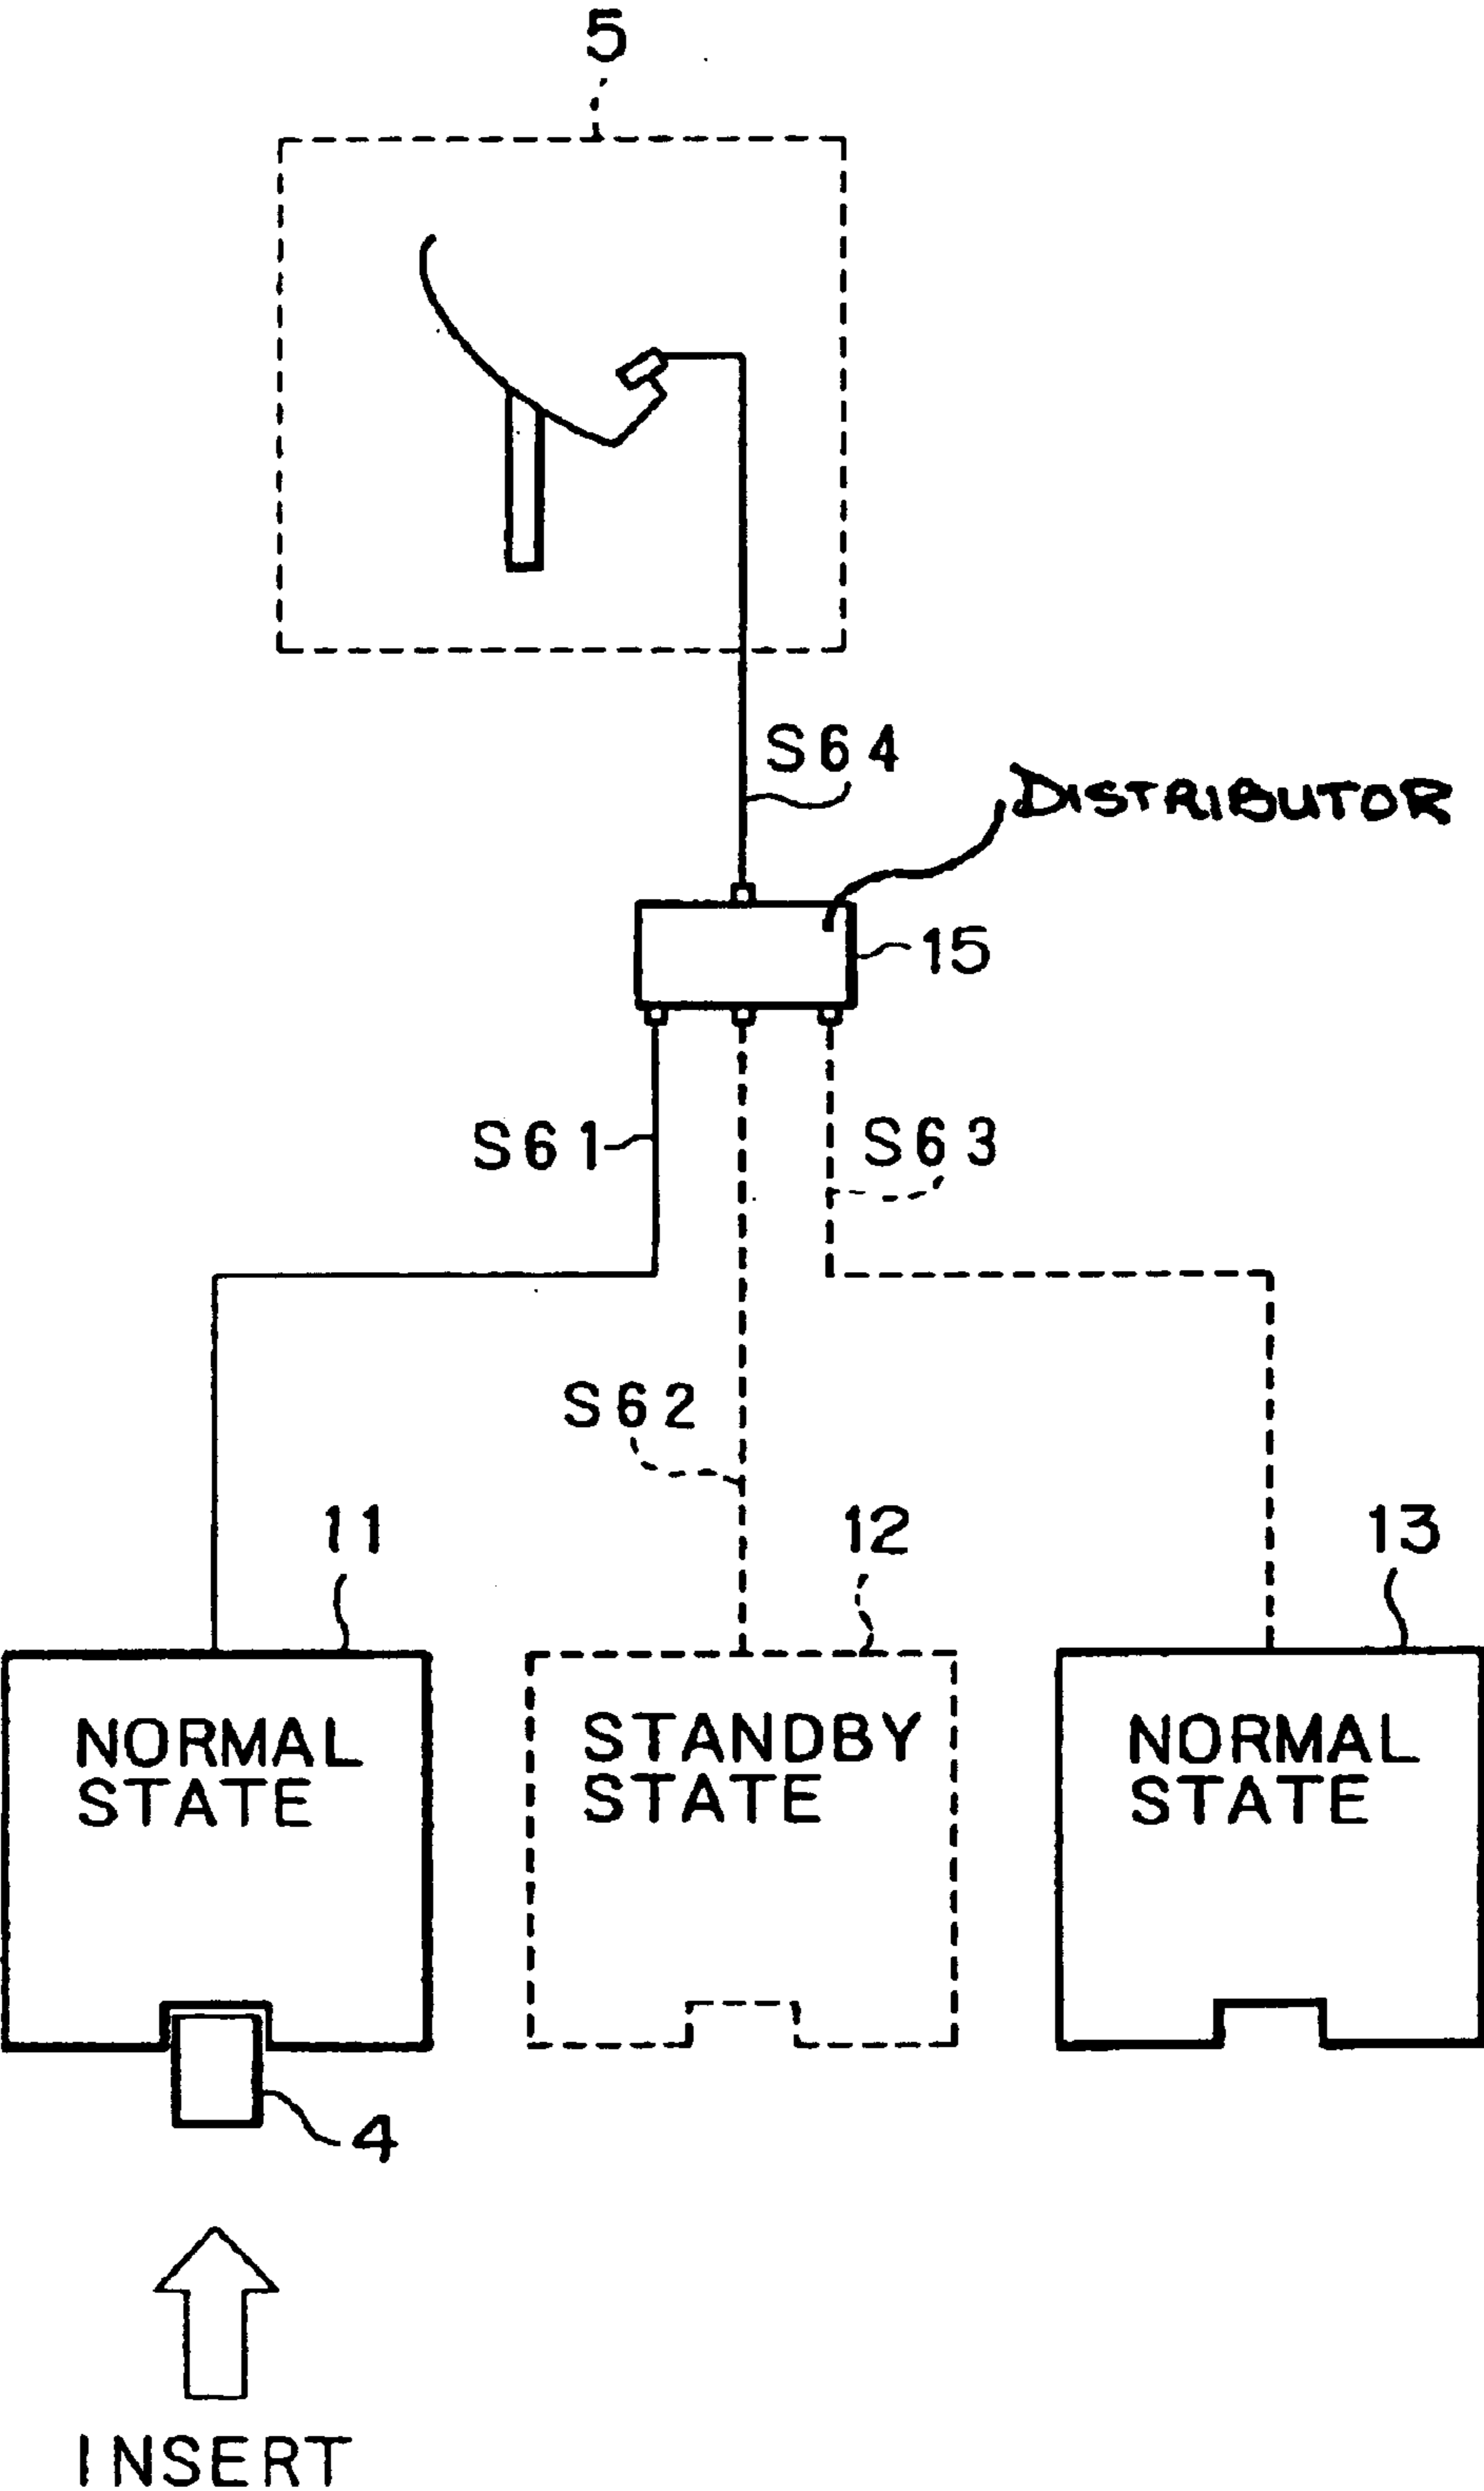 5
S64
DISTRIBUTOR
15
S61
S63
S62
11
12
13
NORMAL
STATE
STANDBY
STATE
NORMAL
STATE
4
INSERT